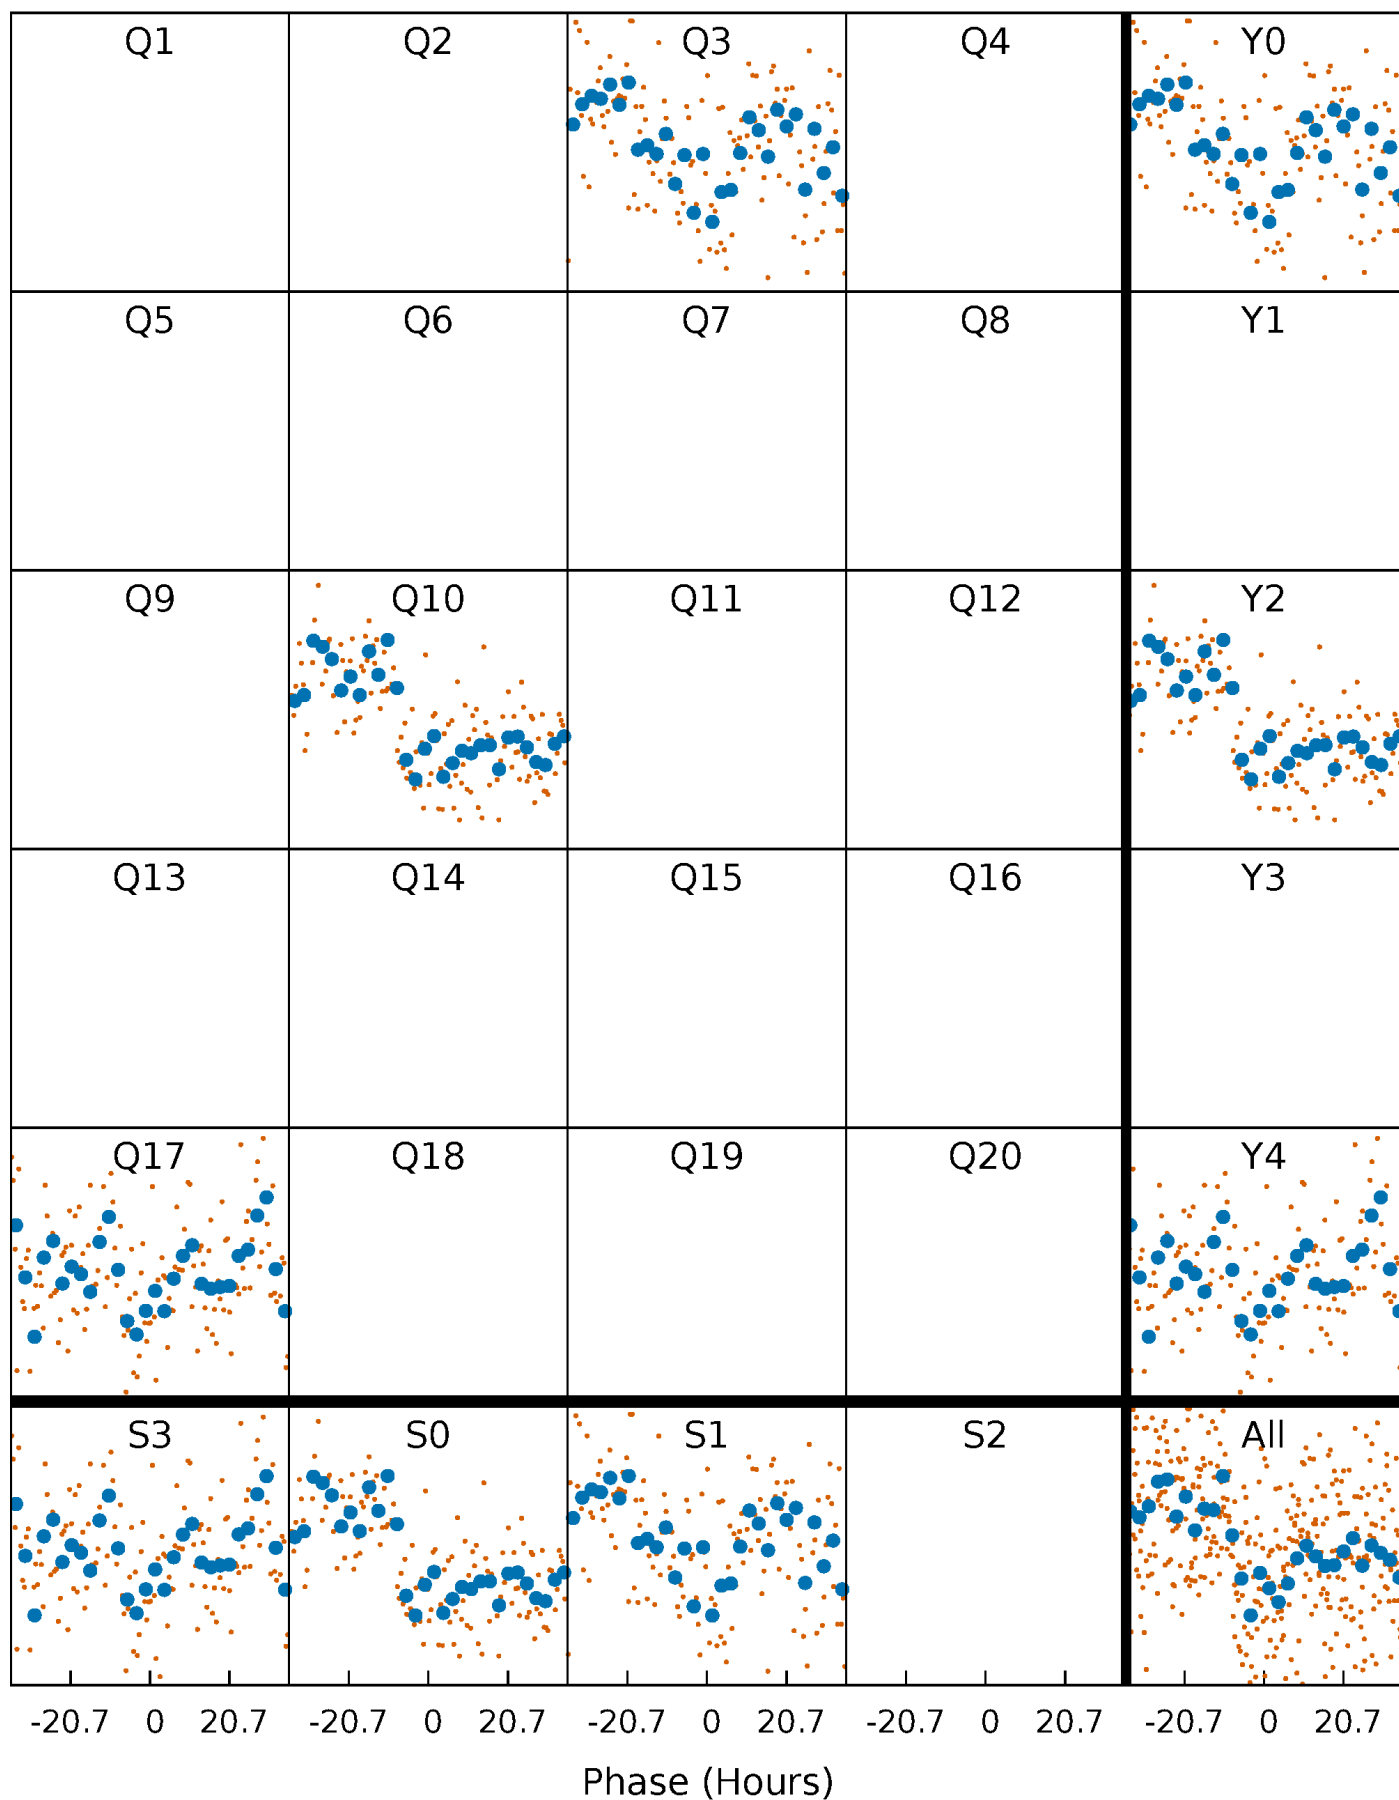 Q1 Q2 Q3 Q4 Y0
Q5 Q6 Q7 Q8 Y1
Q9 Q10 Q11 Q12 Y2
Q13 Q14 Q15 Q16 Y3
Q17 Q18 Q19 Q20 Y4
S3 S0 S1 S2 All
-20.7 0 20.7 -20.7 0 20.7 -20.7 0 20.7 -20.7 0 20.7 -20.7 0 20.7
Phase (Hours)